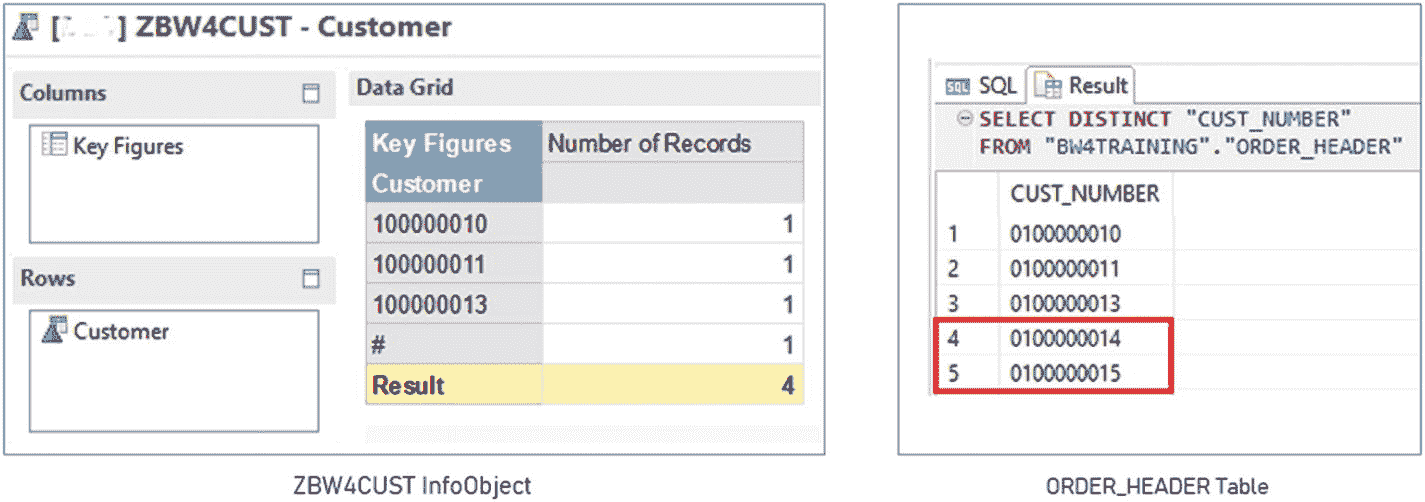 [ ] ZBW4CUST - Customer
Columns
Key Figures
Rows
Customer
Data Grid
Key Figures Number of Records
Customer
100000010 1
100000011 1
100000013 1
# 1
Result 4
ZBW4CUST InfoObject
SQL SQL Result
SELECT DISTINCT "CUST_NUMBER"
FROM "BW4TRAINING"."ORDER_HEADER"
CUST_NUMBER
1 0100000010
2 0100000011
3 0100000013
4 0100000014
5 0100000015
ORDER_HEADER Table